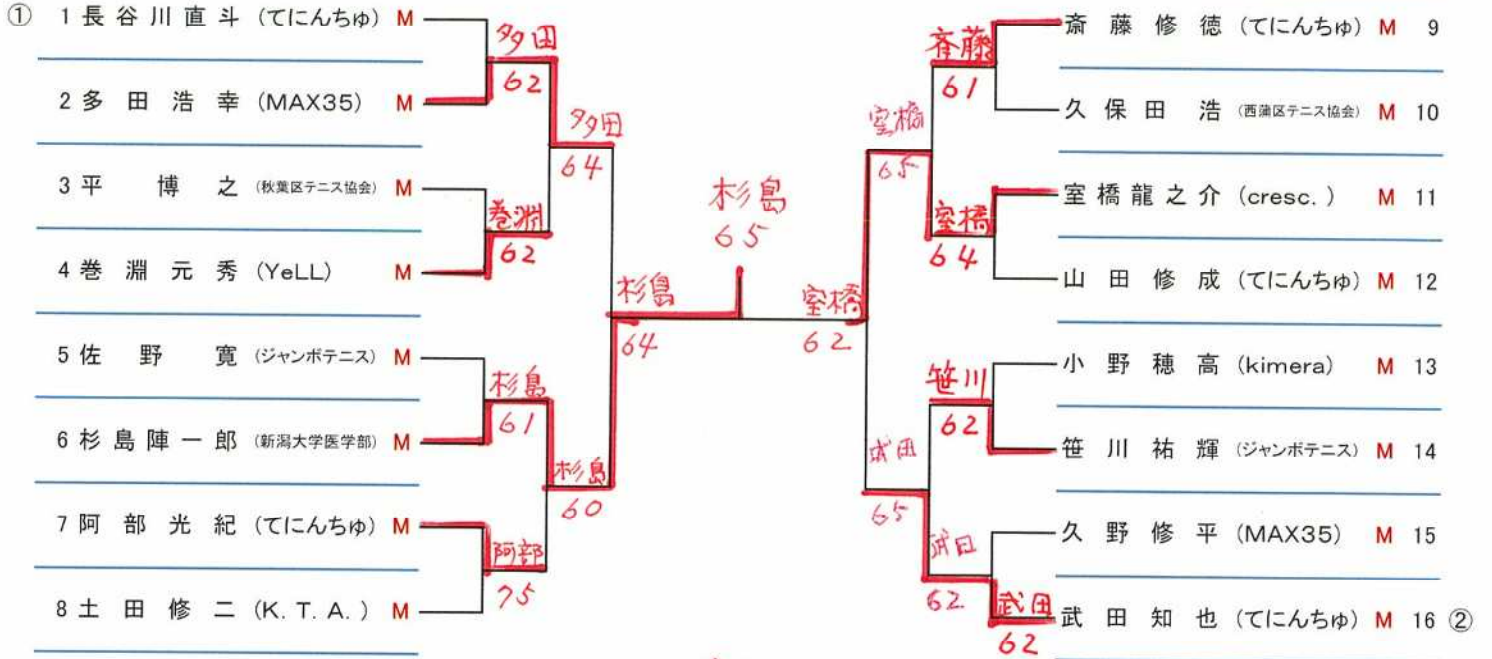 ① 1 長谷川直斗 (てにんちゅ) M
2 多田浩幸 (MAX35) M
3 平博之 (秋葉区テニス協会) M
4 巻淵元秀 (YeLL) M
5 佐野寛 (ジャンボテニス) M
6 杉島陣一郎 (新潟大学医学部) M
7 阿部光紀 (てにんちゅ) M
8 土田修二 (K.T.A.) M
多田
62
巻淵
62
杉島
61
阿部
75
多田
64
杉島
60
杉島
64
杉島
65
室橋
62
室橋
65
武田
65
斉藤
61
室橋
64
笹川
62
武田
62
武田
62
斎藤修徳 (てにんちゅ) M 9
久保田浩 (西蒲区テニス協会) M 10
室橋龍之介 (cresc.) M 11
山田修成 (てにんちゅ) M 12
小野穂高 (kimera) M 13
笹川祐輝 (ジャンボテニス) M 14
久野修平 (MAX35) M 15
武田知也 (てにんちゅ) M 16 ②